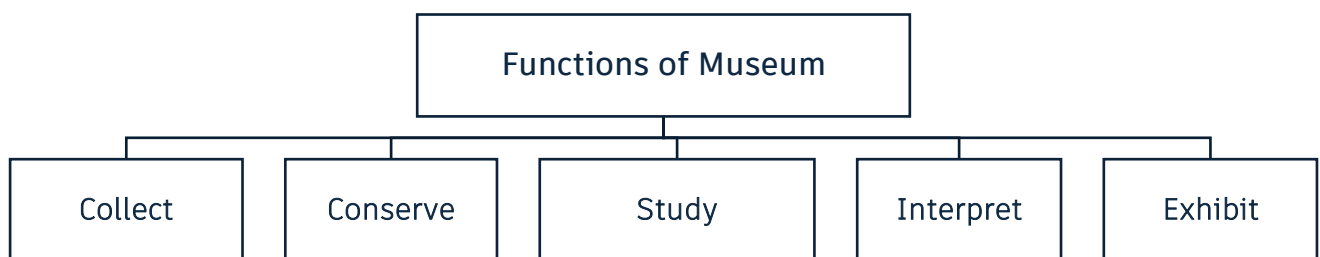 Functions of Museum
Collect
Conserve
Study
Interpret
Exhibit